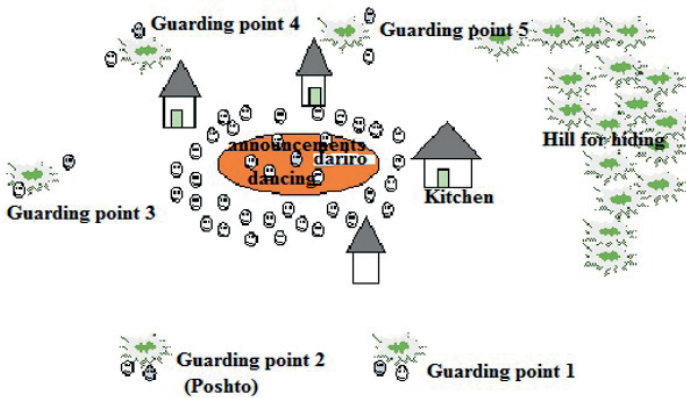 Guarding point 4
Guarding point 5
announcements
dariro
Hill for hiding
dancing
Kitchen
Guarding point 3
Guarding point 2
(Poshto)
Guarding point 1